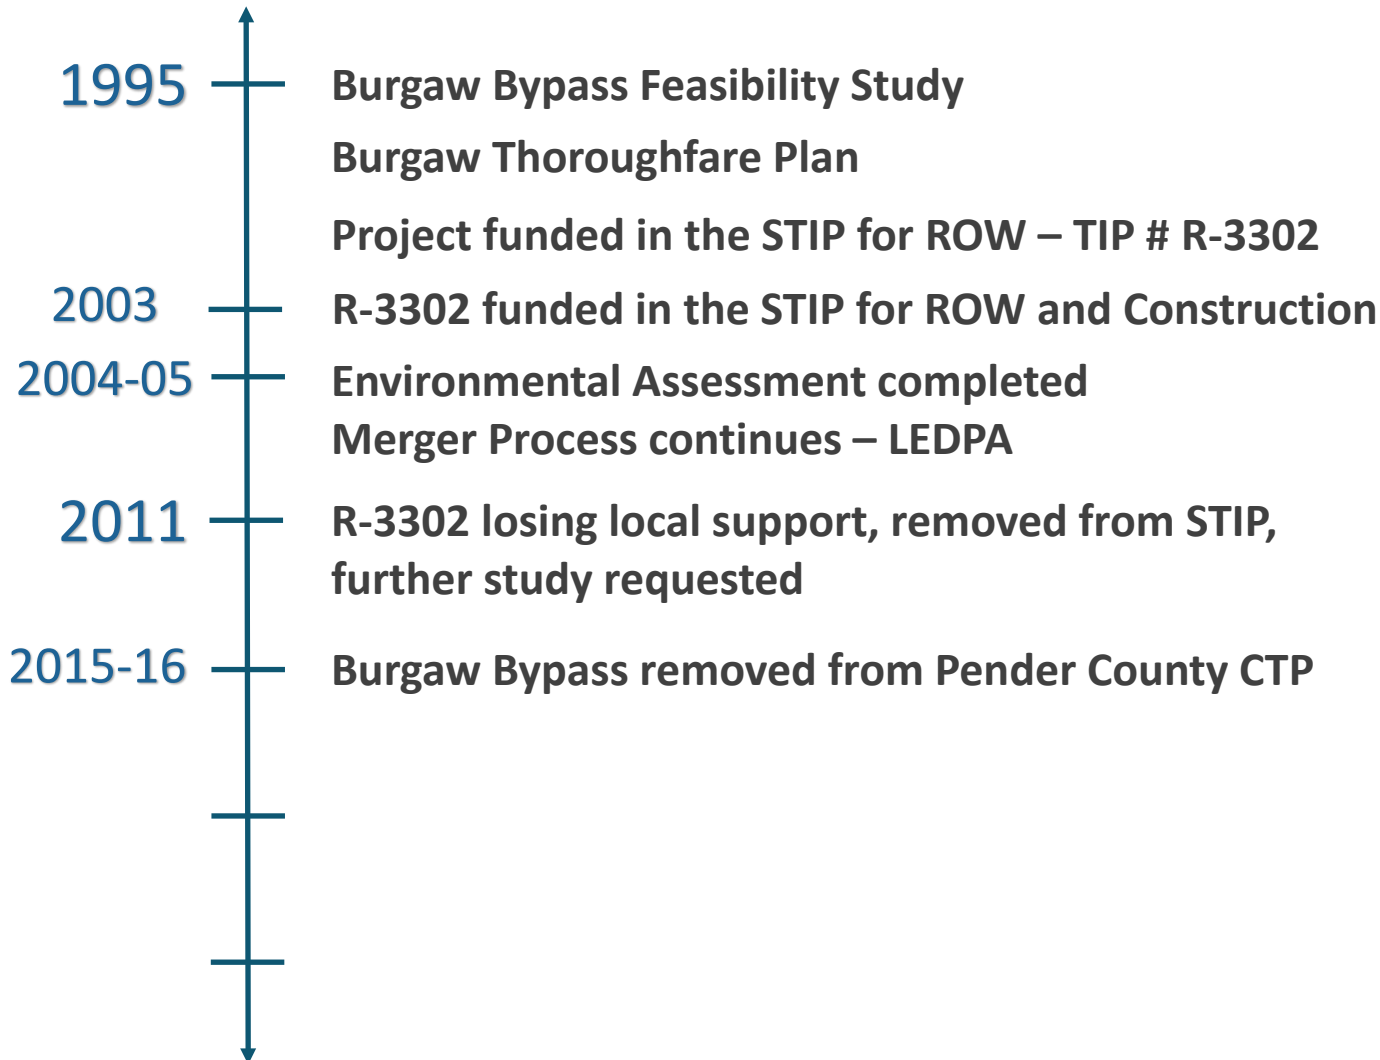 1995
Burgaw Bypass Feasibility Study
Burgaw Thoroughfare Plan
Project funded in the STIP for ROW – TIP # R-3302
2003
R-3302 funded in the STIP for ROW and Construction
2004-05
Environmental Assessment completed
Merger Process continues – LEDPA
2011
R-3302 losing local support, removed from STIP,
further study requested
2015-16
Burgaw Bypass removed from Pender County CTP